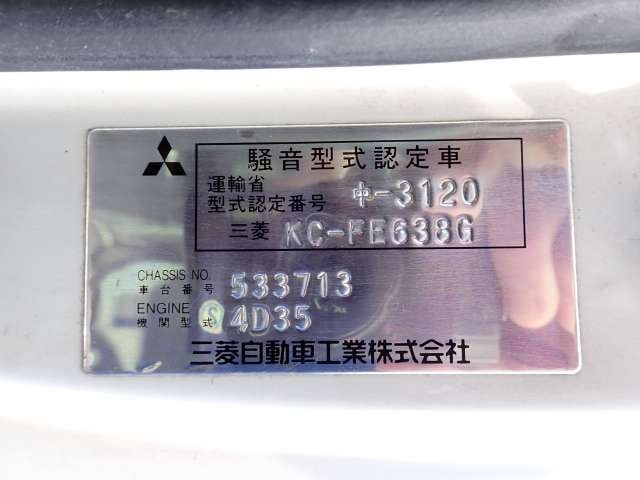 騒音型式認定車
運輸省
型式認定番号 中-3120
三菱 KC-FE638G
CHASSIS NO.
車台番号 533713
ENGINE
機関型式 S 4D35
三菱自動車工業株式会社